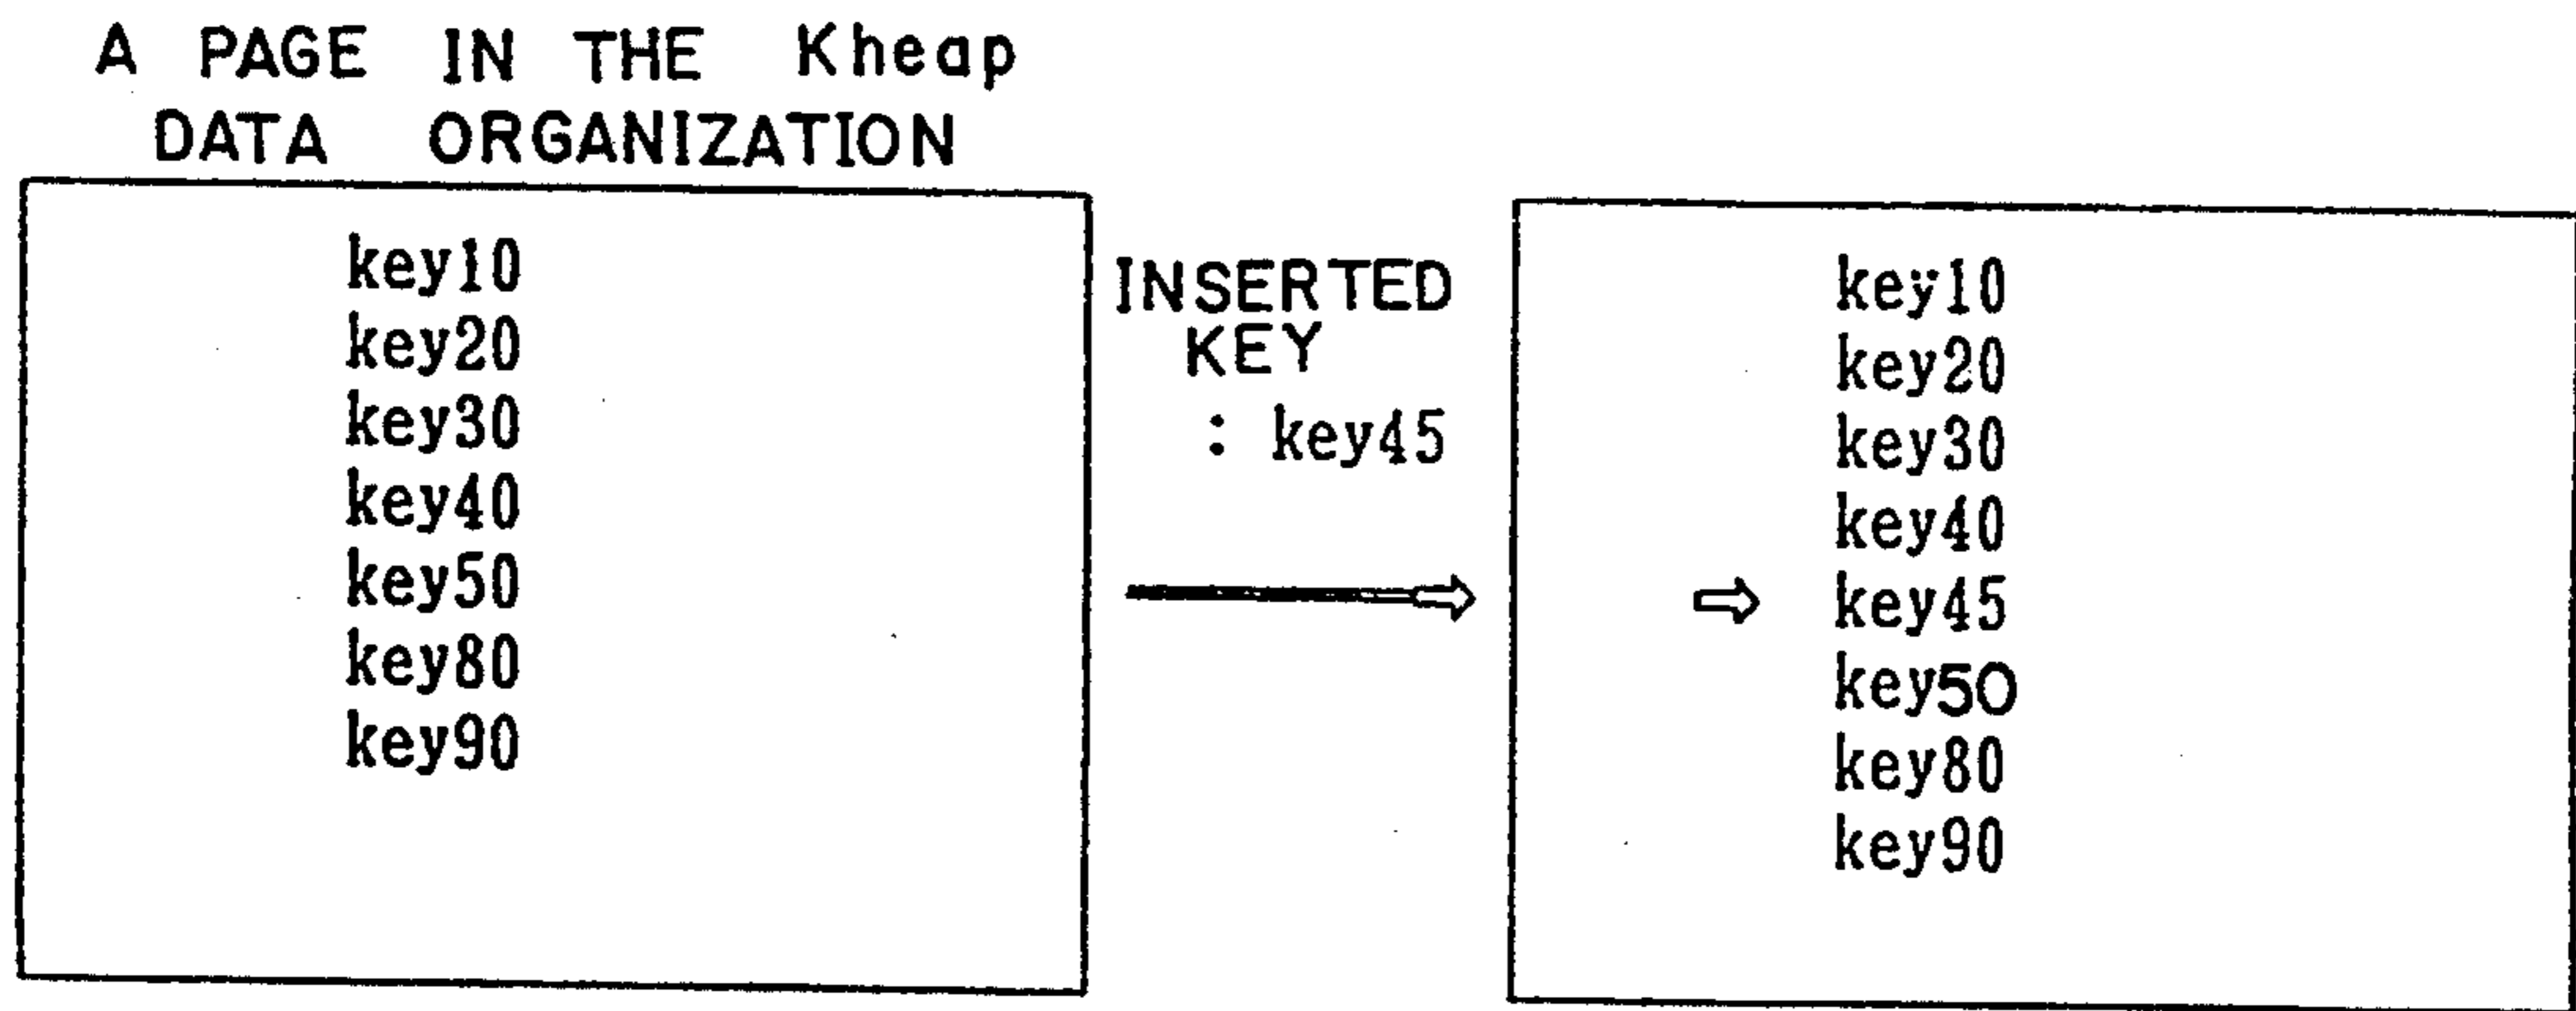 A PAGE IN THE Kheap
DATA ORGANIZATION
key10
key20
key30
key40
key50
key80
key90
INSERTED
KEY
: key45
key10
key20
key30
key40
key45
key50
key80
key90